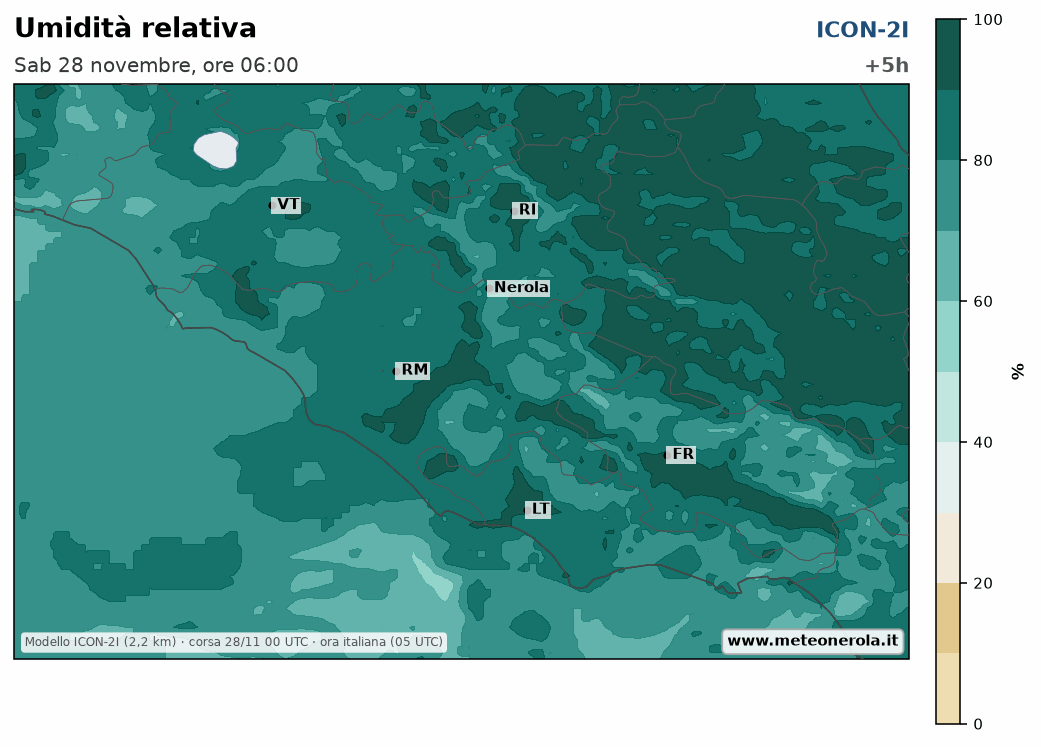 Umidità relativa
ICON-2I
Sab 28 novembre, ore 06:00
+5h
100
80
60
40
20
0
%
VT
RI
Nerola
RM
FR
LT
Modello ICON-2I (2,2 km) · corsa 28/11 00 UTC · ora italiana (05 UTC)
www.meteonerola.it